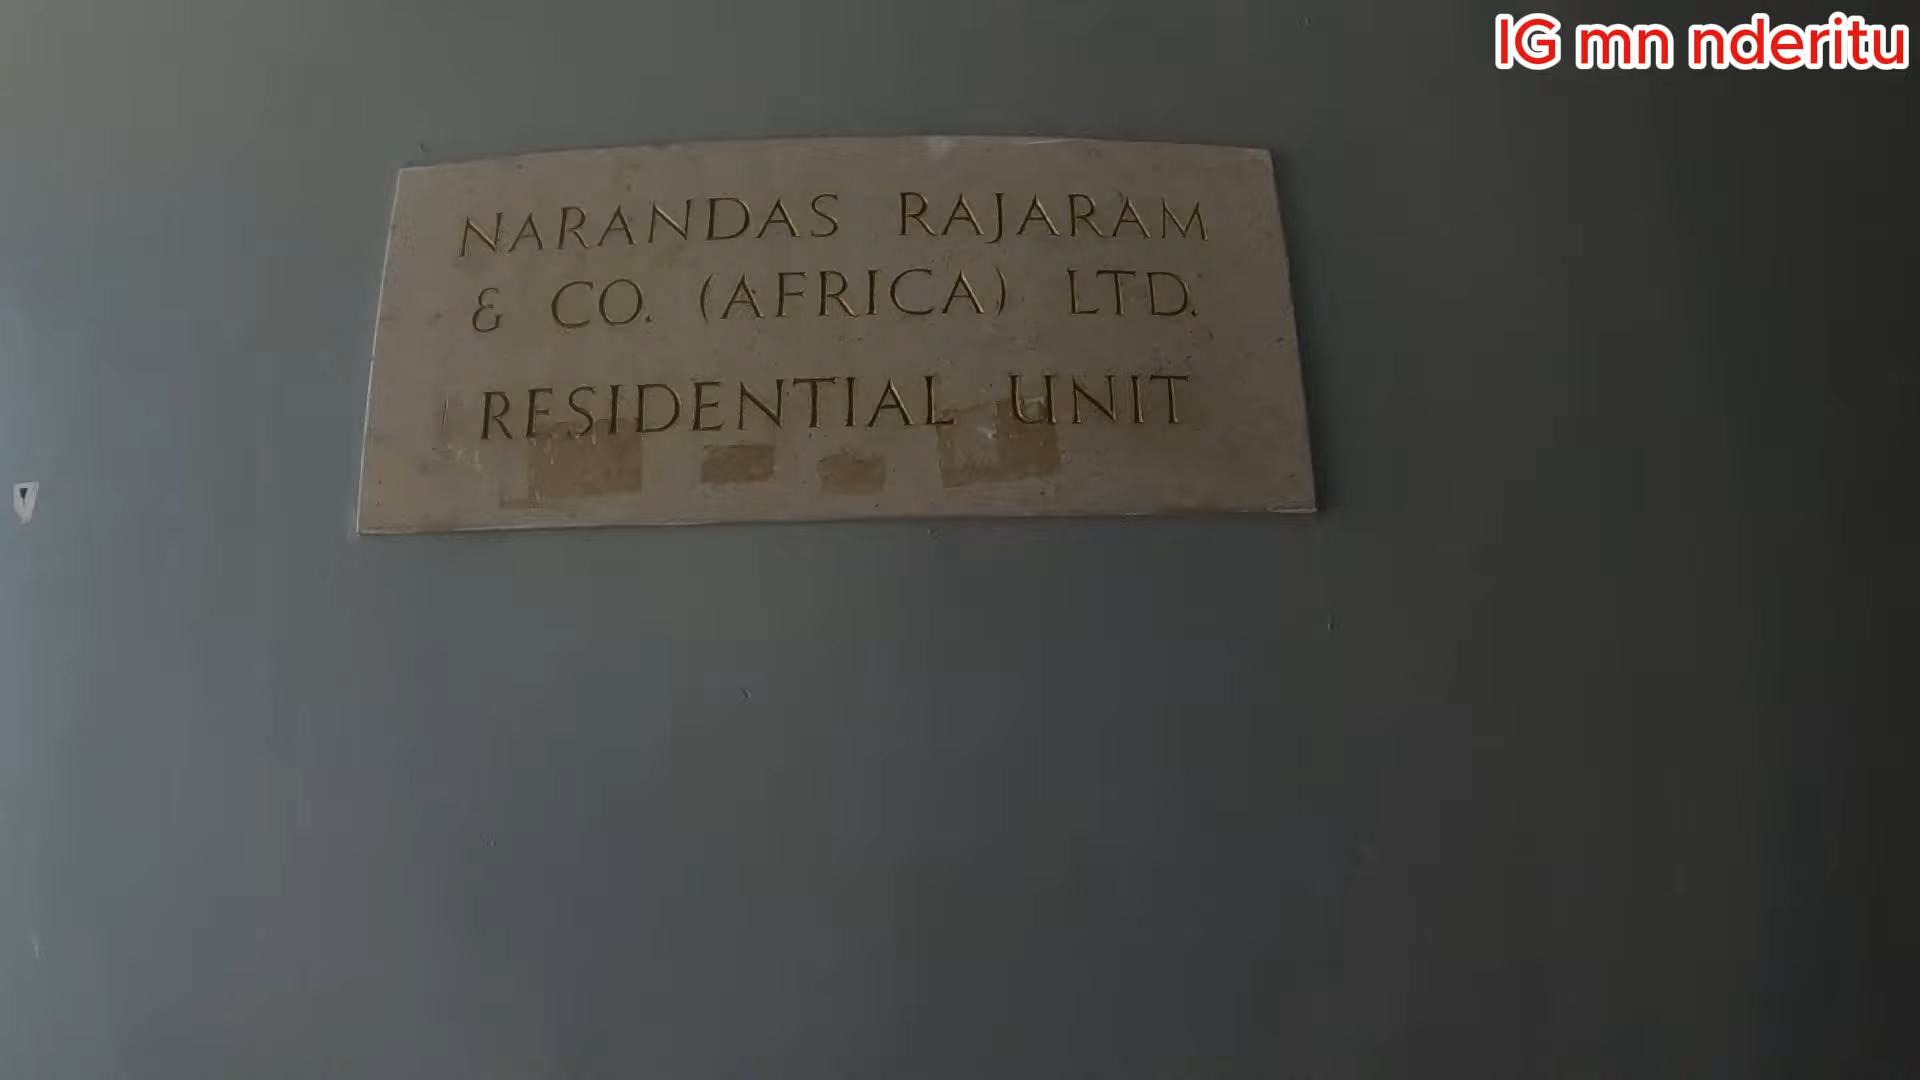 IG mn nderitu
NARANDAS RAJARAM
& CO. (AFRICA) LTD.
RESIDENTIAL UNIT